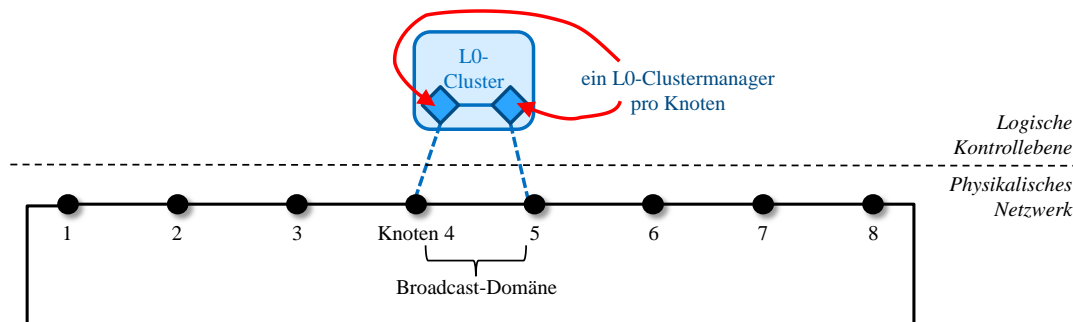 L0-
Cluster
ein L0-Clustermanager
pro Knoten
Logische
Kontrollebene
Physikalisches
Netzwerk
1 2 3 Knoten 4 5 6 7 8
Broadcast-Domäne